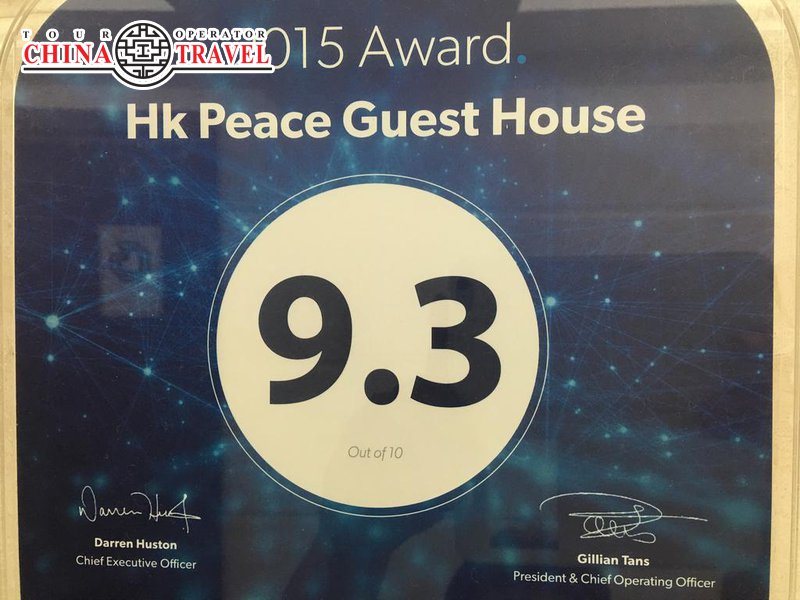 TOUR OPERATOR
CHINA TRAVEL
015 Award.
Hk Peace Guest House
9.3
Out of 10
Darren Huston
Chief Executive Officer
Gillian Tans
President & Chief Operating Officer